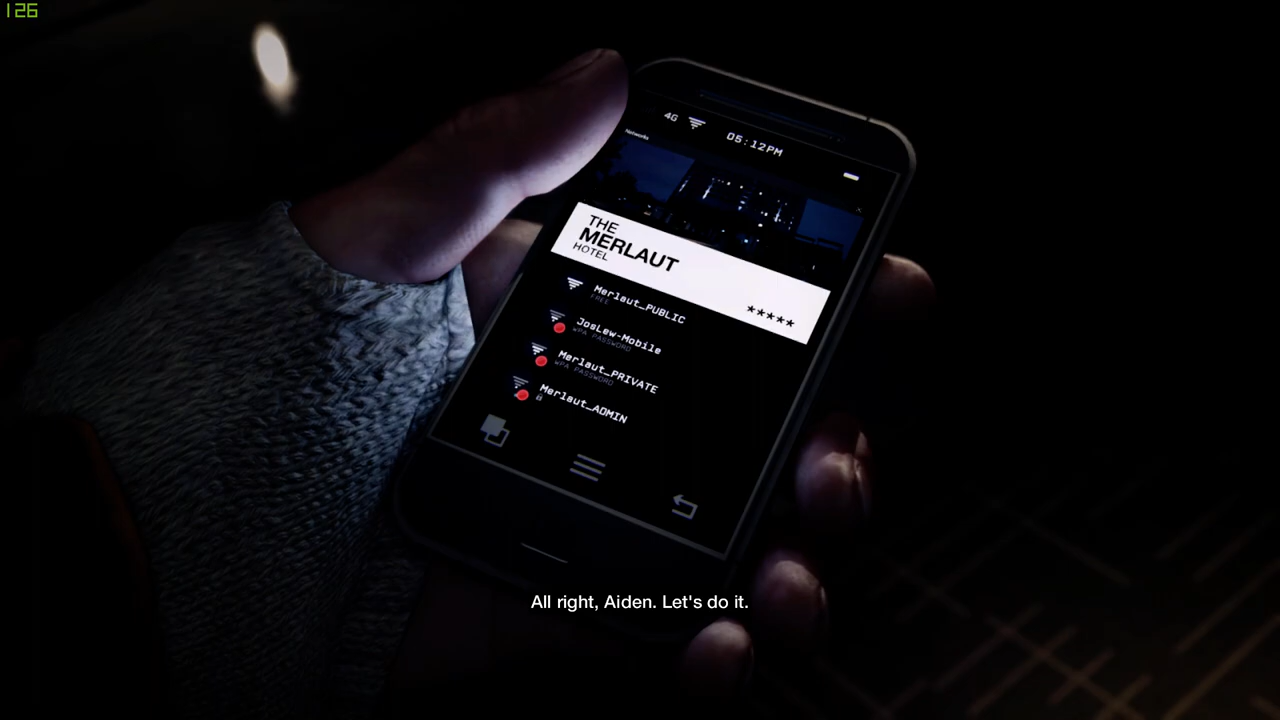 126
4G
05:12PM
Networks
THE
MERLAUT
HOTEL
★★★★★
Merlaut_PUBLIC
FREE
JosLew-Mobile
WPA PASSWORD
Merlaut_PRIVATE
WPA PASSWORD
Merlaut_ADMIN
All right, Aiden. Let's do it.